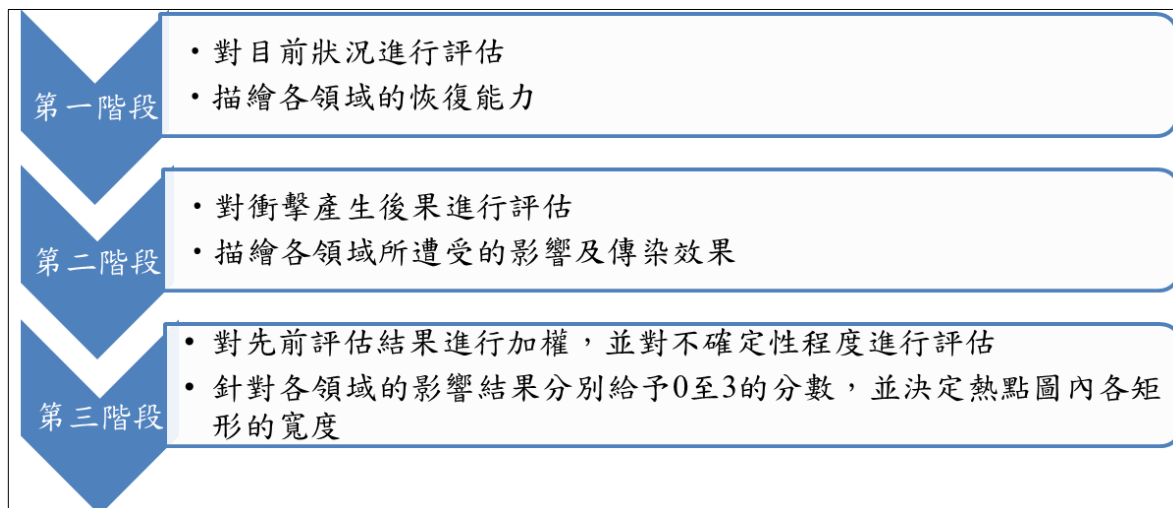 第一階段
• 對目前狀況進行評估
• 描繪各領域的恢復能力
第二階段
• 對衝擊產生後果進行評估
• 描繪各領域所遭受的影響及傳染效果
第三階段
• 對先前評估結果進行加權，並對不確定性程度進行評估
• 針對各領域的影響結果分別給予0至3的分數，並決定熱點圖內各矩
形的寬度